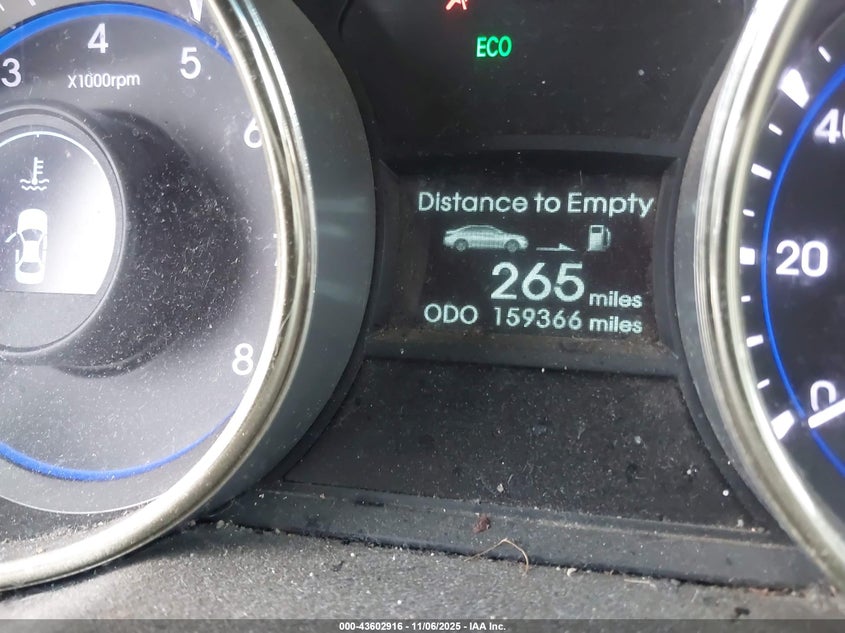 ECO
3
4
5
6
X1000rpm
8
Distance to Empty
265 miles
ODO 159366 miles
40
20
0
000-43602916 - 11/06/2025 - IAA Inc.